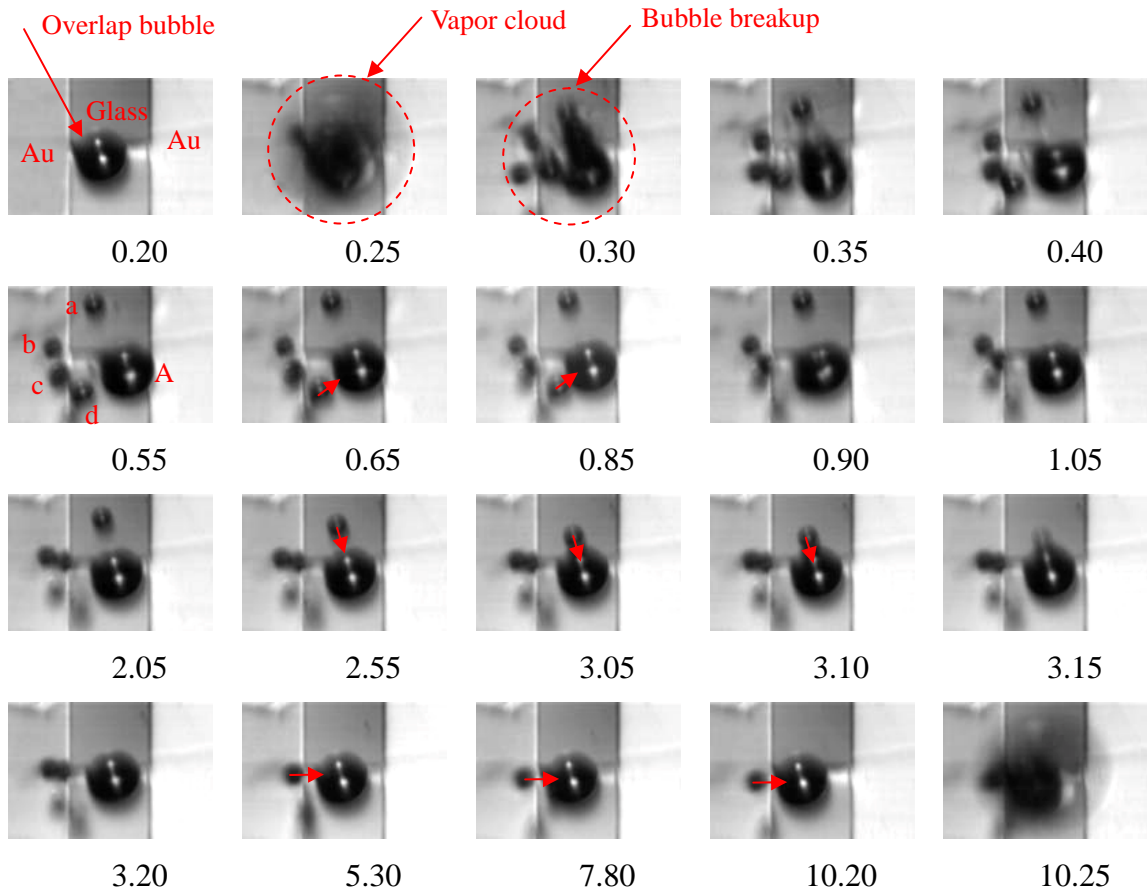 Overlap bubble
Vapor cloud
Bubble breakup
Glass
Au
Au
0.20
0.25
0.30
0.35
0.40
a
b
c
d
A
0.55
0.65
0.85
0.90
1.05
2.05
2.55
3.05
3.10
3.15
3.20
5.30
7.80
10.20
10.25